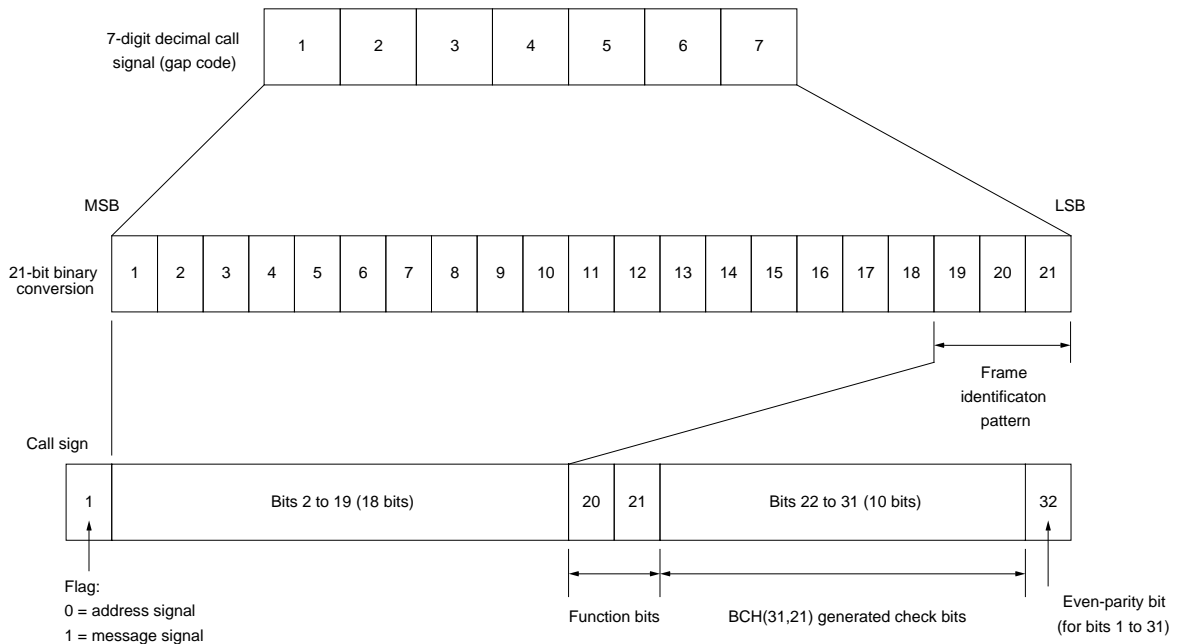 7-digit decimal call
signal (gap code)
1 2 3 4 5 6 7
MSB
LSB
21-bit binary
conversion
1 2 3 4 5 6 7 8 9 10 11 12 13 14 15 16 17 18 19 20 21
Frame
identificaton
pattern
Call sign
1 Bits 2 to 19 (18 bits) 20 21 Bits 22 to 31 (10 bits) 32
Flag:
0 = address signal
1 = message signal
Function bits
BCH(31,21) generated check bits
Even-parity bit
(for bits 1 to 31)